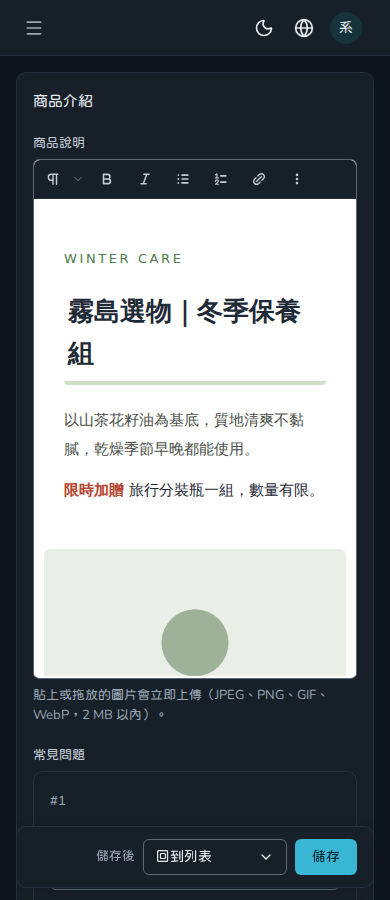 系
商品介紹
商品說明
WINTER CARE
霧島選物｜冬季保養
組
以山茶花籽油為基底，質地清爽不黏
膩，乾燥季節早晚都能使用。
限時加贈 旅行分裝瓶一組，數量有限。
貼上或拖放的圖片會立即上傳（JPEG、PNG、GIF、
WebP，2 MB 以內）。
常見問題
#1
儲存後 回到列表 儲存